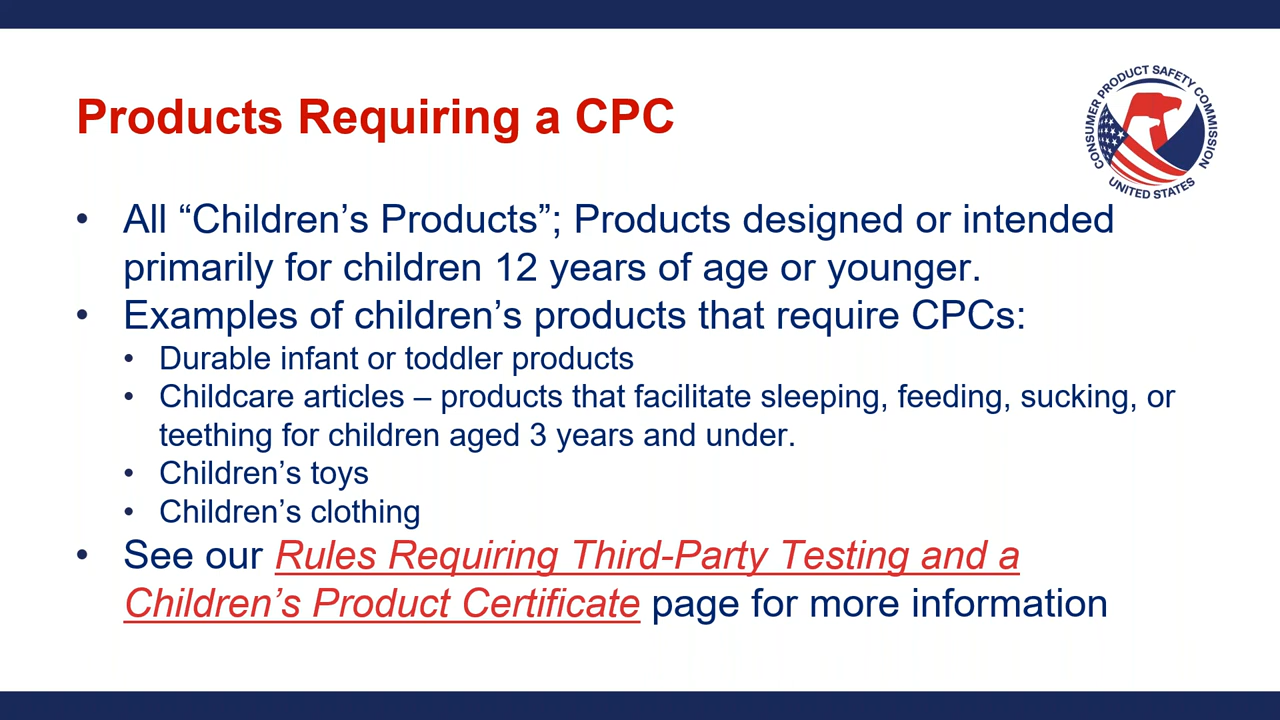 Products Requiring a CPC
CONSUMER PRODUCT SAFETY COMMISSION
UNITED STATES
• All “Children’s Products”; Products designed or intended
primarily for children 12 years of age or younger.
• Examples of children’s products that require CPCs:
• Durable infant or toddler products
• Childcare articles – products that facilitate sleeping, feeding, sucking, or
teething for children aged 3 years and under.
• Children’s toys
• Children’s clothing
• See our Rules Requiring Third-Party Testing and a
Children’s Product Certificate page for more information